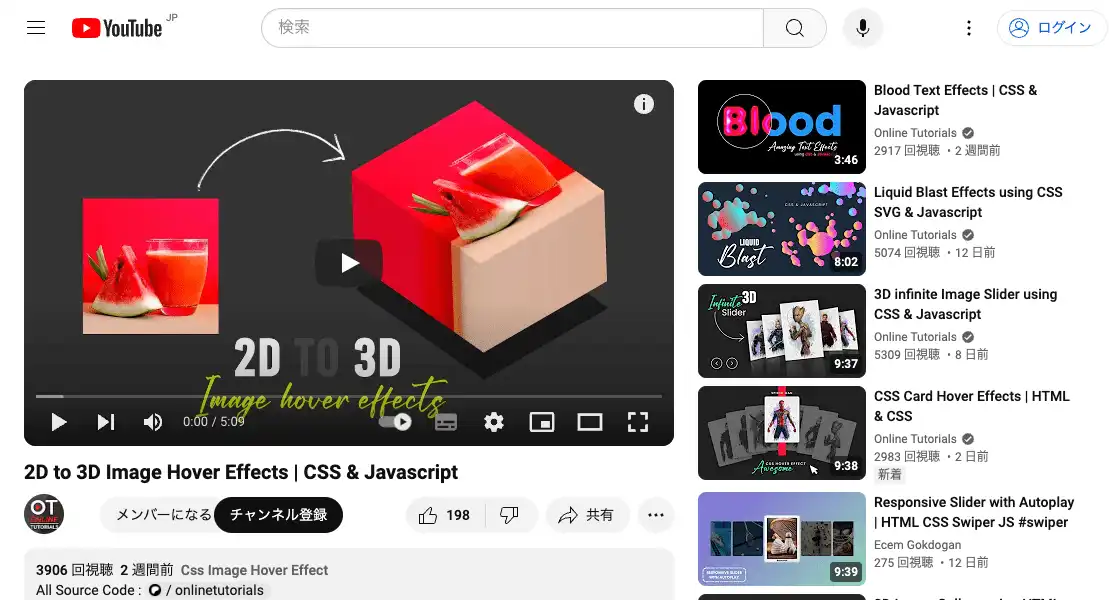 YouTube JP
検索
ログイン
2D TO 3D
Image hover effects
0:00 / 5:09
2D to 3D Image Hover Effects | CSS & Javascript
OT
ONLINE
TUTORIALS
メンバーになる
チャンネル登録
198
共有
3906 回視聴 2 週間前 Css Image Hover Effect
All Source Code : / onlinetutorials
Blood
Amazing Text Effects
3:46
Blood Text Effects | CSS &
Javascript
Online Tutorials
2917 回視聴 ・2 週間前
CSS & JAVASCRIPT
LIQUID
Blast
8:02
Liquid Blast Effects using CSS
SVG & Javascript
Online Tutorials
5074 回視聴 ・12 日前
Infinite 3D
Slider
9:37
3D infinite Image Slider using
CSS & Javascript
Online Tutorials
5309 回視聴 ・8 日前
CSS HOVER EFFECT
Awesome
9:38
CSS Card Hover Effects | HTML
& CSS
Online Tutorials
2983 回視聴 ・2 日前
新着
RESPONSIVE SLIDER
WITH AUTOPLAY
9:39
Responsive Slider with Autoplay
| HTML CSS Swiper JS #swiper
Ecem Gokdogan
275 回視聴 ・12 日前